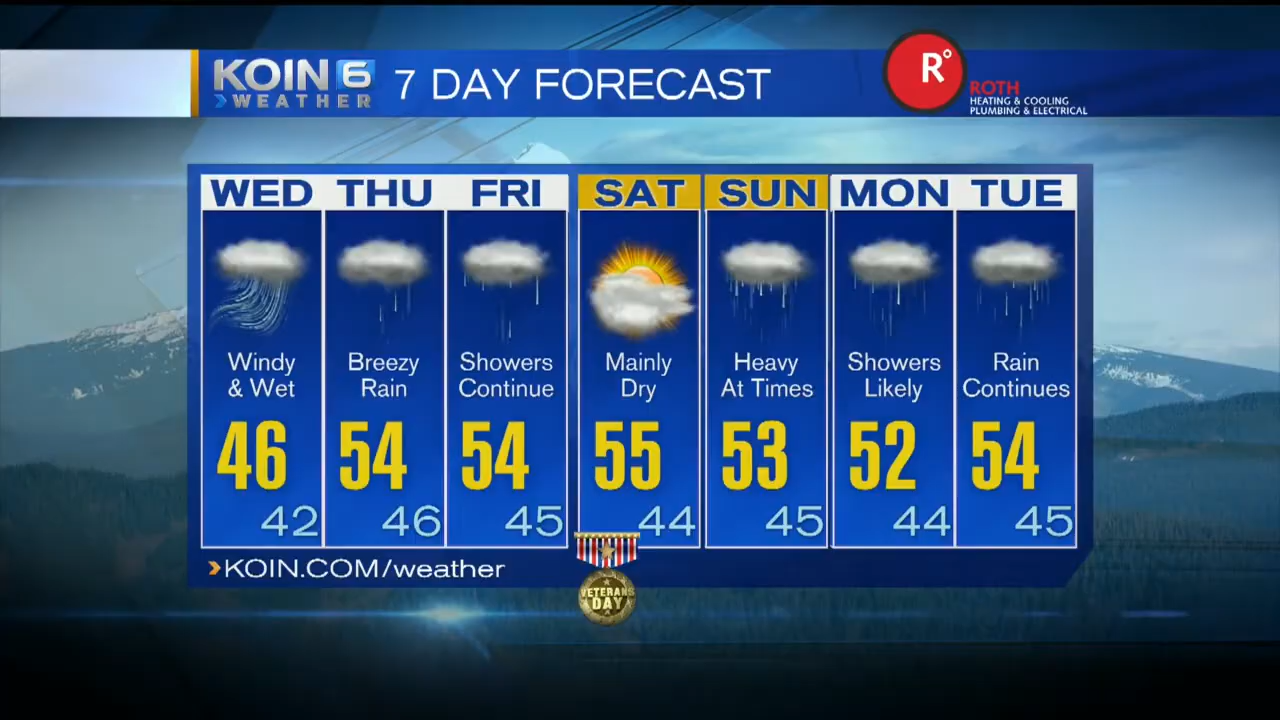 KOIN 6
WEATHER
7 DAY FORECAST
R°
ROTH
HEATING & COOLING
PLUMBING & ELECTRICAL
WED THU FRI SAT SUN MON TUE
Windy Breezy Showers Mainly Heavy Showers Rain
& Wet Rain Continue Dry At Times Likely Continues
46 54 54 55 53 52 54
42 46 45 44 45 44 45
KOIN.COM/weather
VETERANS
DAY